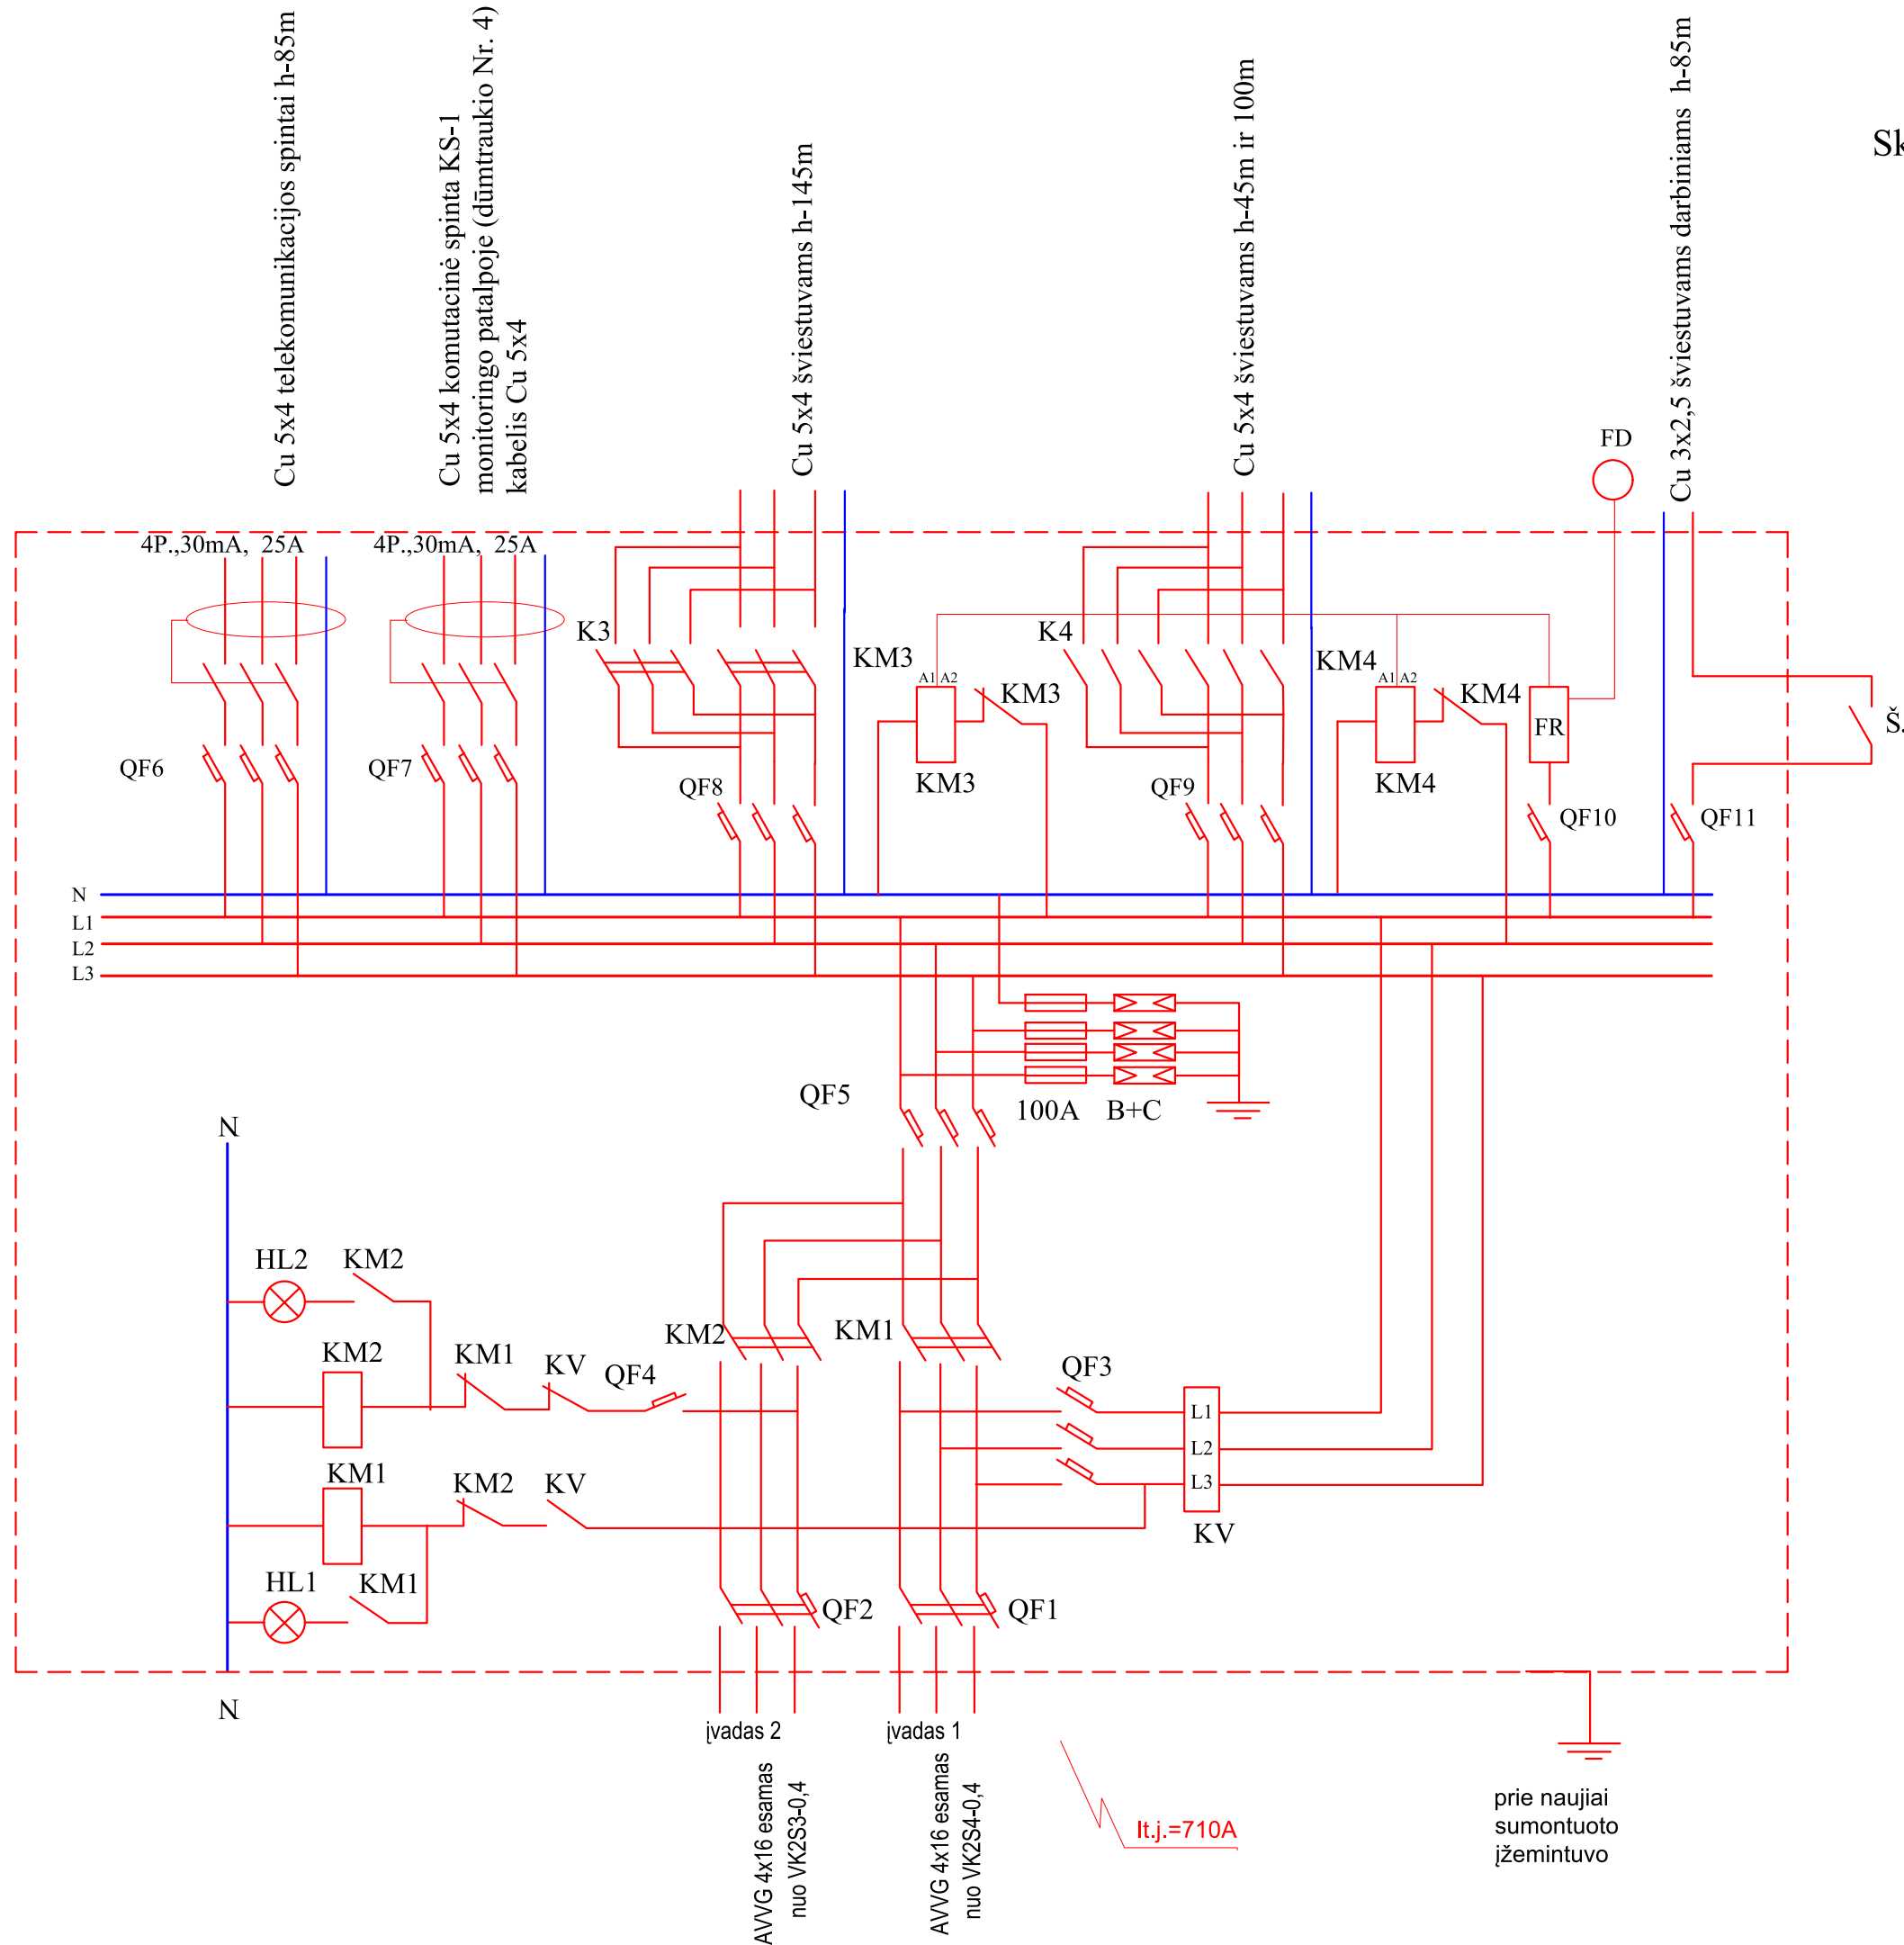 Cu 5x4 telekomunikacijos spintai h-85m
Cu 5x4 komutacinė spinta KS-1
monitoringo patalpoje (dūmtraukio Nr. 4)
kabelis Cu 5x4
Cu 5x4 šviestuvams h-145m
Cu 5x4 šviestuvams h-45m ir 100m
Cu 3x2,5 šviestuvams darbiniams h-85m
Sk
FD
4P.,30mA, 25A
4P.,30mA, 25A
K3
KM3
A1 A2
KM3
K4
KM4
A1 A2
KM4
FR
Š.
QF6
QF7
QF8
KM3
QF9
KM4
QF10
QF11
N
L1
L2
L3
QF5
100A
B+C
N
HL2
KM2
KM2
KM1
KV
QF4
KM2
KM1
QF3
L1
L2
L3
KV
KM1
KM2
KV
HL1
KM1
QF2
QF1
N
įvadas 2
įvadas 1
AVVG 4x16 esamas
nuo VK2S3-0,4
AVVG 4x16 esamas
nuo VK2S4-0,4
It.j.=710A
prie naujiai
sumontuoto
įžemintuvo